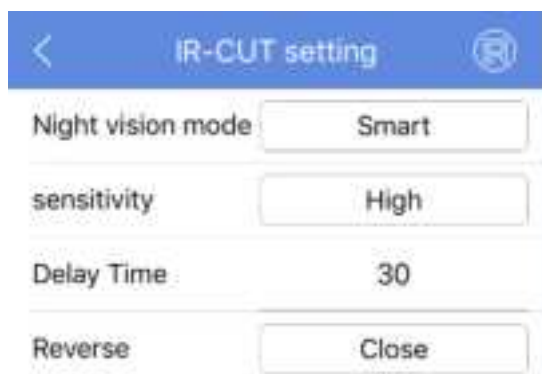 IR-CUT setting
Night vision mode Smart
sensitivity High
Delay Time 30
Reverse Close